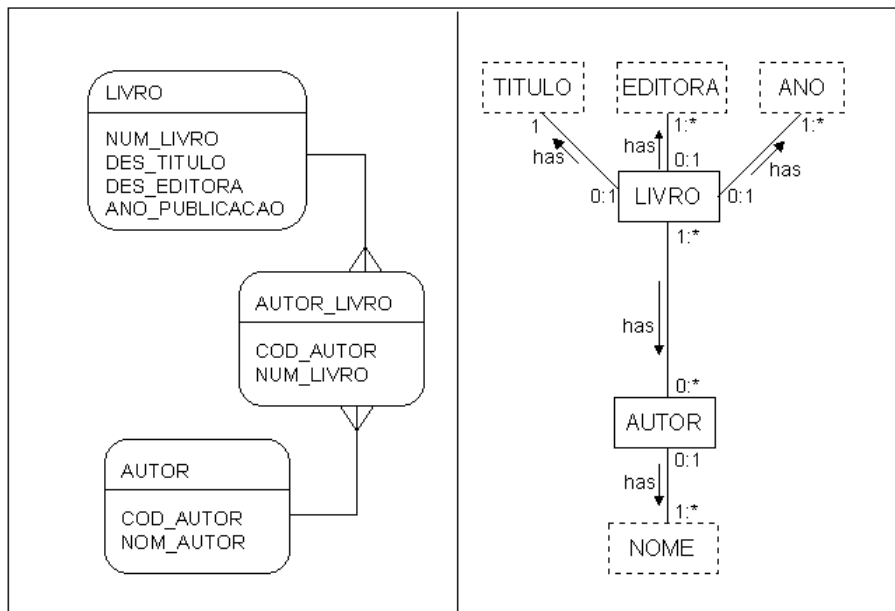 LIVRO
NUM_LIVRO
DES_TITULO
DES_EDITORA
ANO_PUBLICACAO
AUTOR_LIVRO
COD_AUTOR
NUM_LIVRO
AUTOR
COD_AUTOR
NOM_AUTOR
TITULO EDITORA ANO
1 1:* 1:*
has has has
0:1 0:1 0:1
LIVRO
1:*
has
0:*
AUTOR
0:1
has
1:*
NOME